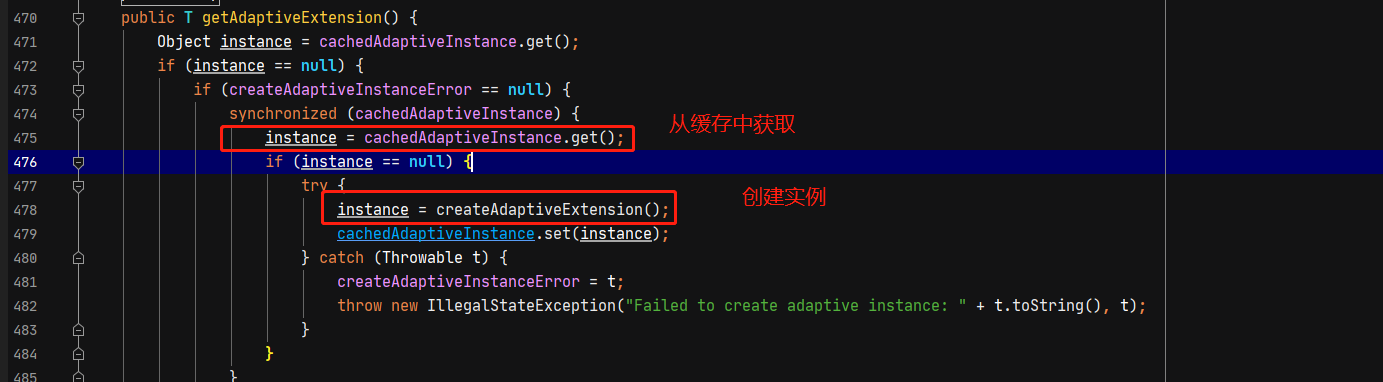 470 public T getAdaptiveExtension() {
471 Object instance = cachedAdaptiveInstance.get();
472 if (instance == null) {
473 if (createAdaptiveInstanceError == null) {
474 synchronized (cachedAdaptiveInstance) {
475 instance = cachedAdaptiveInstance.get(); 从缓存中获取
476 if (instance == null) {
477 try {
创建实例
478 instance = createAdaptiveExtension();
479 cachedAdaptiveInstance.set(instance);
480 } catch (Throwable t) {
481 createAdaptiveInstanceError = t;
482 throw new IllegalStateException("Failed to create adaptive instance: " + t.toString(), t);
483 }
484 }
485 }